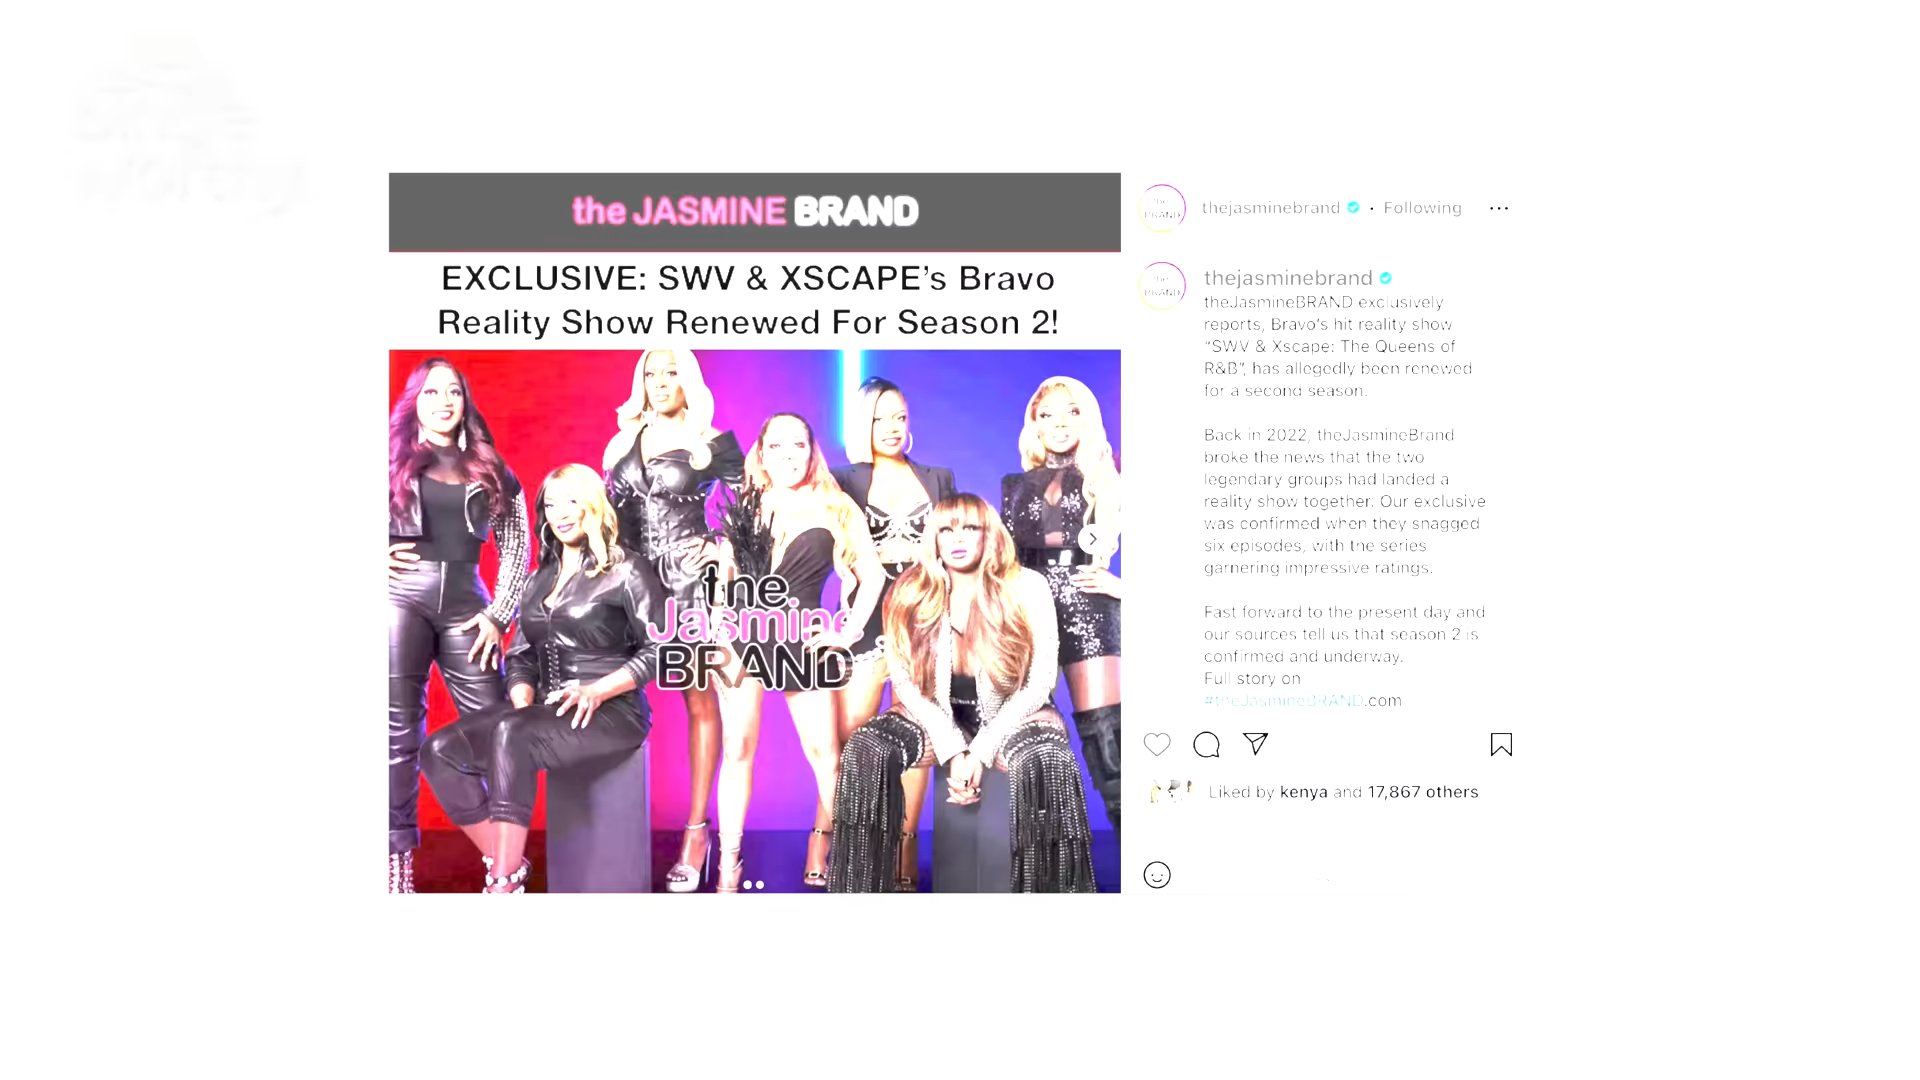 the JASMINE BRAND
EXCLUSIVE: SWV & XSCAPE's Bravo
Reality Show Renewed For Season 2!
the
Jasmine
BRAND
the
BRAND
thejasminebrand • Following
the
BRAND
thejasminebrand
theJasmineBRAND exclusively
reports, Bravo's hit reality show
"SWV & Xscape: The Queens of
R&B", has allegedly been renewed
for a second season.
Back in 2022, theJasmineBrand
broke the news that the two
legendary groups had landed a
reality show together. Our exclusive
was confirmed when they snagged
six episodes, with the series
garnering impressive ratings.
Fast forward to the present day and
our sources tell us that season 2 is
confirmed and underway.
Full story on
#theJasmineBRAND.com
Liked by kenya and 17,867 others